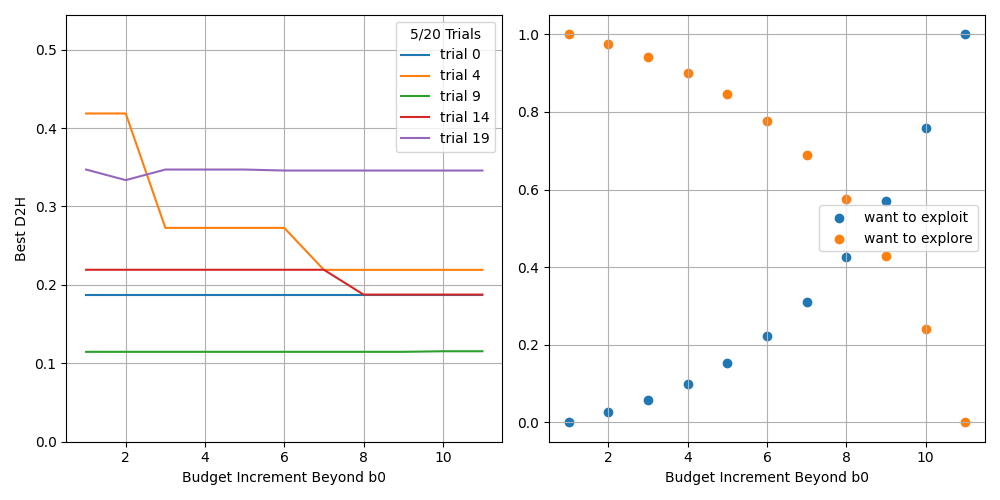 5/20 Trials
trial 0
trial 4
trial 9
trial 14
trial 19
0.5
0.4
0.3
0.2
0.1
0.0
Best D2H
2
4
6
8
10
Budget Increment Beyond b0
1.0
0.8
0.6
0.4
0.2
0.0
want to exploit
want to explore
2
4
6
8
10
Budget Increment Beyond b0